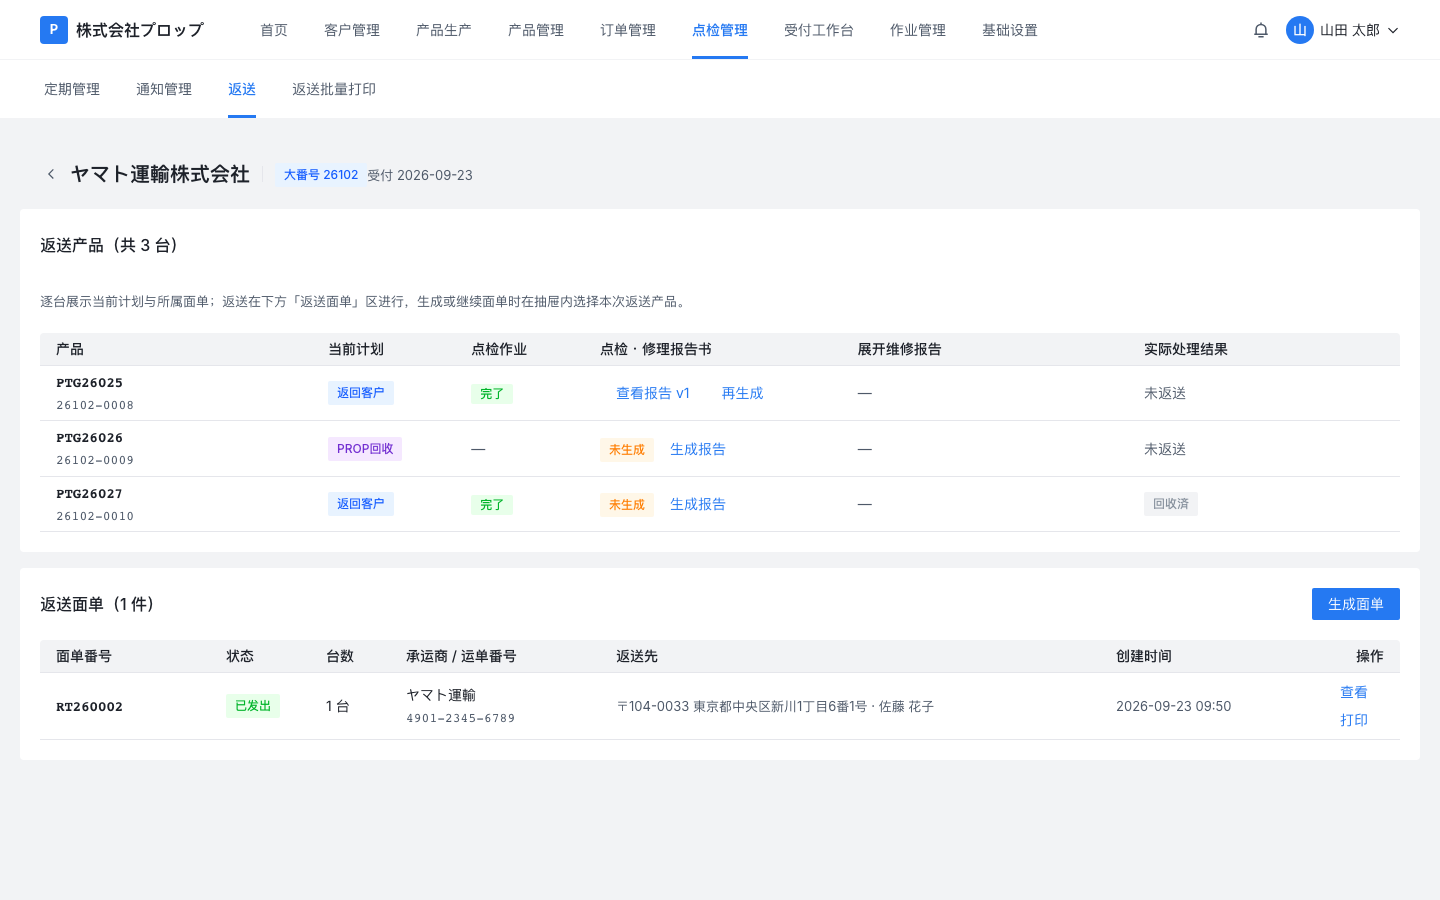 P 株式会社プロップ 首页 客户管理 产品生产 产品管理 订单管理 点检管理 受付工作台 作业管理 基础设置 山 山田 太郎
定期管理 通知管理 返送 返送批量打印
ヤマト運輸株式会社 大番号 26102 受付 2026-09-23
返送产品（共 3 台）
逐台展示当前计划与所属面单；返送在下方「返送面单」区进行，生成或继续面单时在抽屉内选择本次返送产品。
产品 当前计划 点检作业 点检 · 修理报告书 展开维修报告 实际处理结果
PTG26025
26102-0008
返回客户 完了 查看报告 v1 再生成 — 未返送
PTG26026
26102-0009
PROP回收 — 未生成 生成报告 — 未返送
PTG26027
26102-0010
返回客户 完了 未生成 生成报告 — 回收済
返送面单（1 件） 生成面单
面单番号 状态 台数 承运商 / 运单番号 返送先 创建时间 操作
RT260002 已发出 1 台
ヤマト運輸
4901-2345-6789
〒104-0033 東京都中央区新川1丁目6番1号 · 佐藤 花子 2026-09-23 09:50
查看
打印